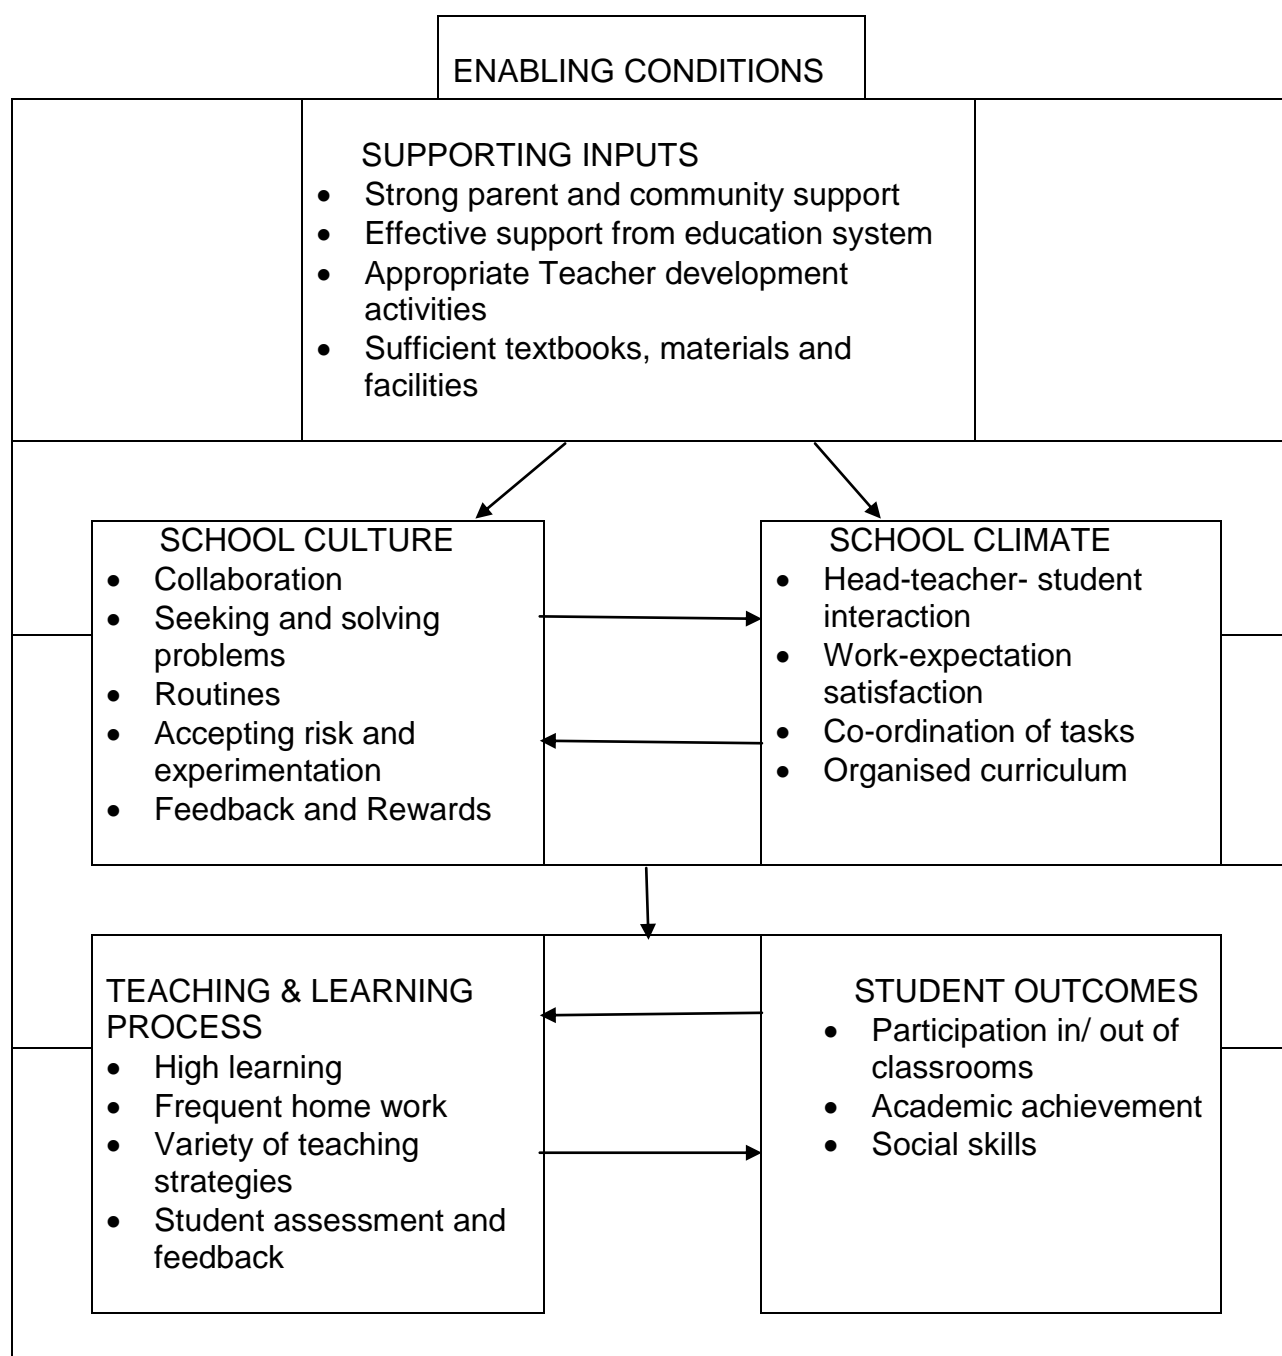 ENABLING CONDITIONS
SUPPORTING INPUTS
• Strong parent and community support
• Effective support from education system
• Appropriate Teacher development
activities
• Sufficient textbooks, materials and
facilities
SCHOOL CULTURE
• Collaboration
• Seeking and solving
problems
• Routines
• Accepting risk and
experimentation
• Feedback and Rewards
SCHOOL CLIMATE
• Head-teacher- student
interaction
• Work-expectation
satisfaction
• Co-ordination of tasks
• Organised curriculum
TEACHING & LEARNING
PROCESS
• High learning
• Frequent home work
• Variety of teaching
strategies
• Student assessment and
feedback
STUDENT OUTCOMES
• Participation in/ out of
classrooms
• Academic achievement
• Social skills